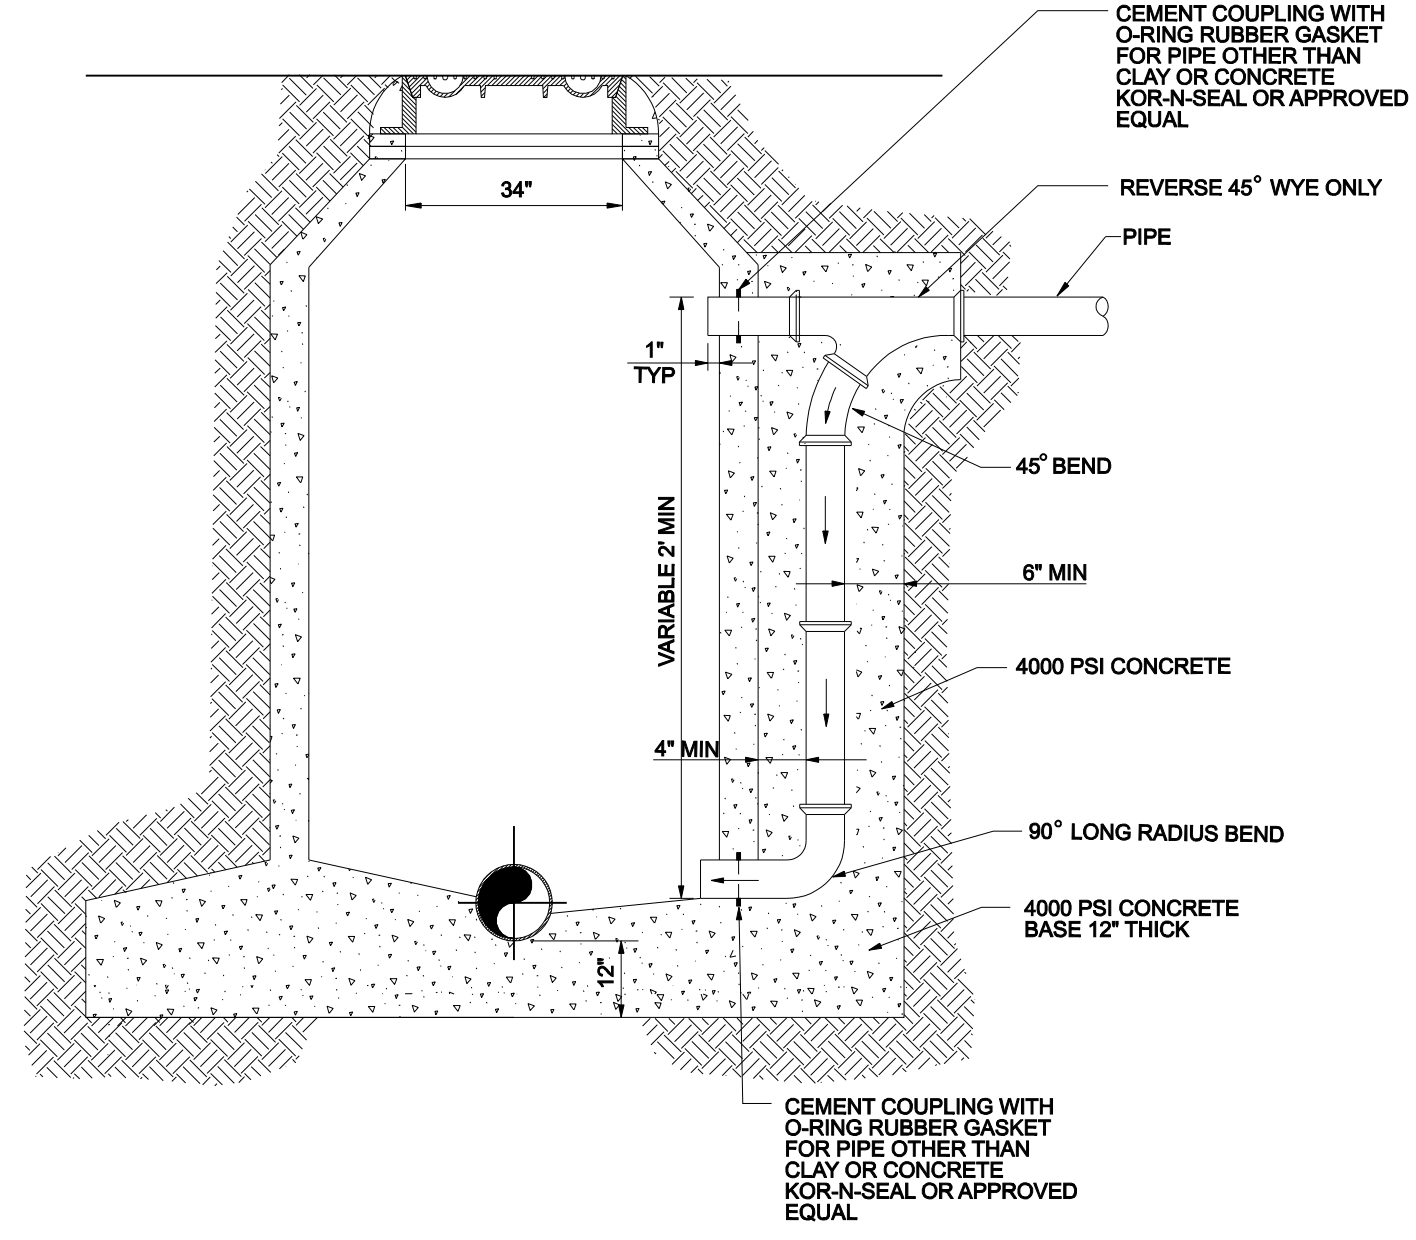 CEMENT COUPLING WITH
O-RING RUBBER GASKET
FOR PIPE OTHER THAN
CLAY OR CONCRETE
KOR-N-SEAL OR APPROVED
EQUAL
34"
REVERSE 45° WYE ONLY
PIPE
1"
TYP
45° BEND
VARIABLE 2' MIN
6" MIN
4000 PSI CONCRETE
4" MIN
90° LONG RADIUS BEND
4000 PSI CONCRETE
BASE 12" THICK
12"
CEMENT COUPLING WITH
O-RING RUBBER GASKET
FOR PIPE OTHER THAN
CLAY OR CONCRETE
KOR-N-SEAL OR APPROVED
EQUAL